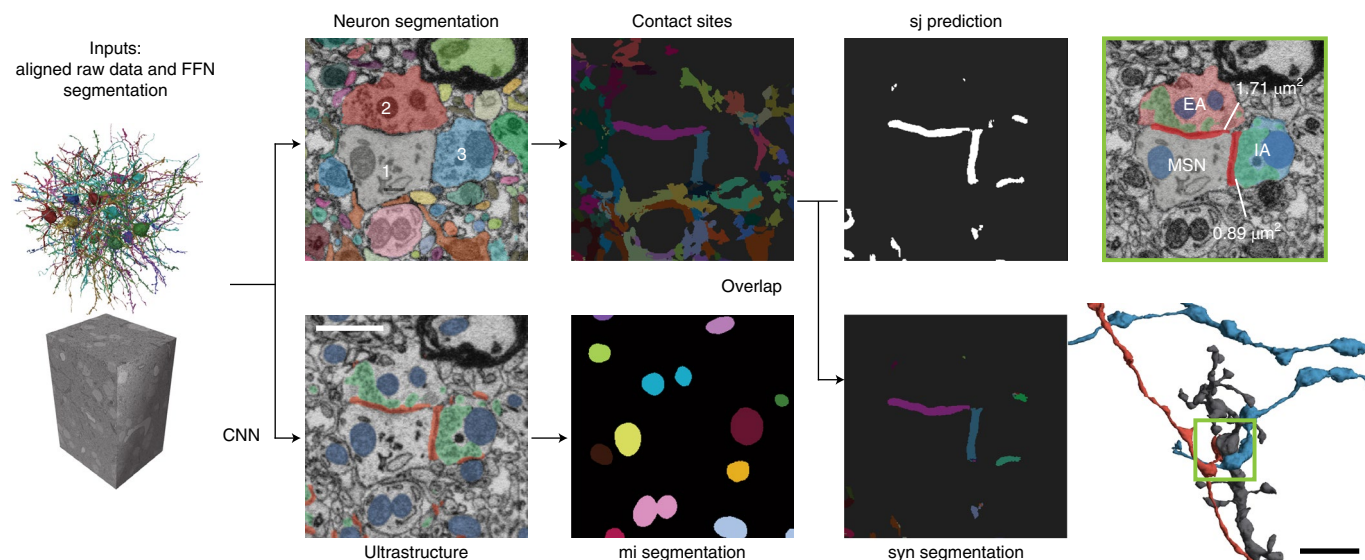 Inputs:
aligned raw data and FFN
segmentation
Neuron segmentation
Contact sites
sj prediction
2
1
3
EA
1.71 μm²
MSN
IA
0.89 μm²
Overlap
CNN
Ultrastructure
mi segmentation
syn segmentation